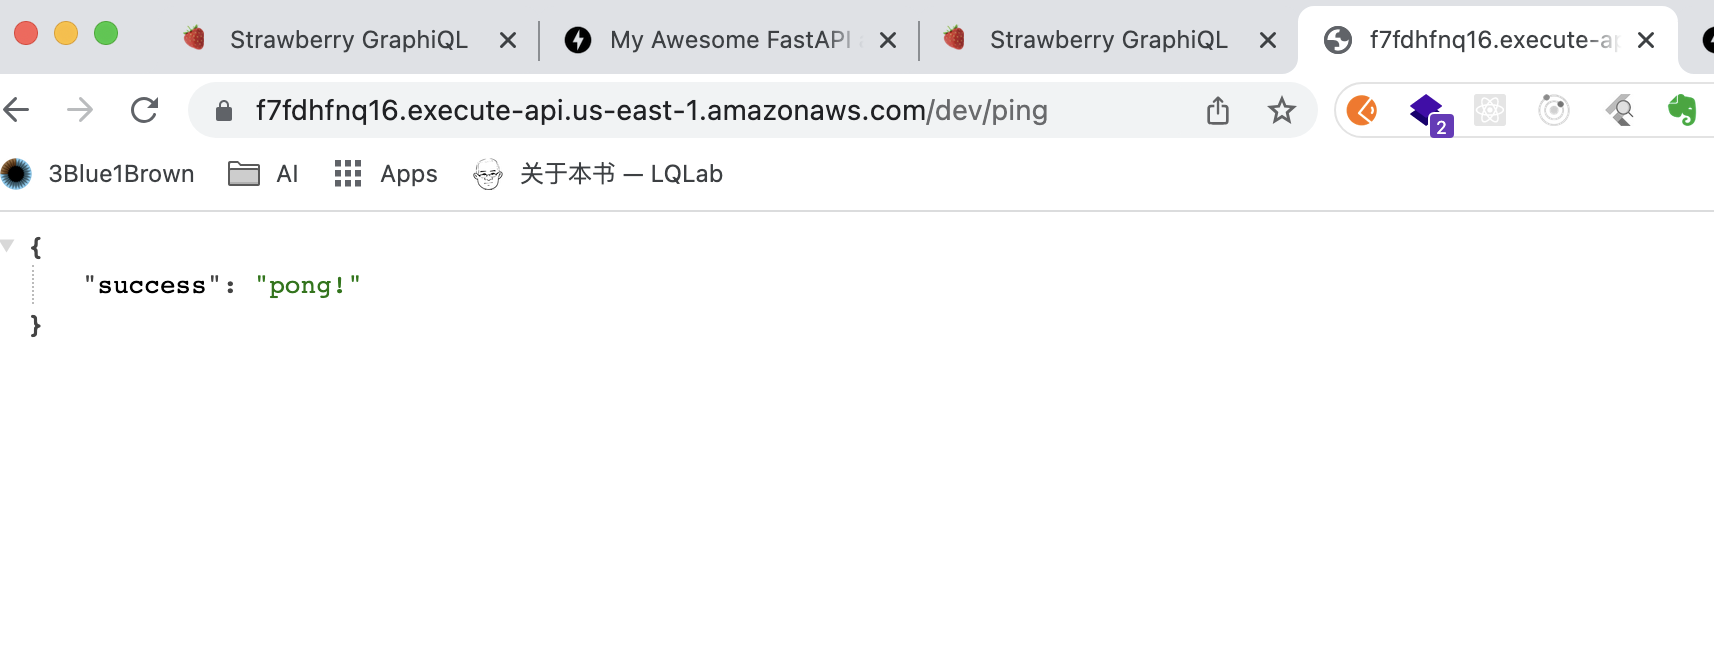 Strawberry GraphiQL
My Awesome FastAPI
Strawberry GraphiQL
f7fdhfnq16.execute-ap
f7fdhfnq16.execute-api.us-east-1.amazonaws.com/dev/ping
2
3Blue1Brown
AI
Apps
关于本书 — LQLab
{
"success": "pong!"
}